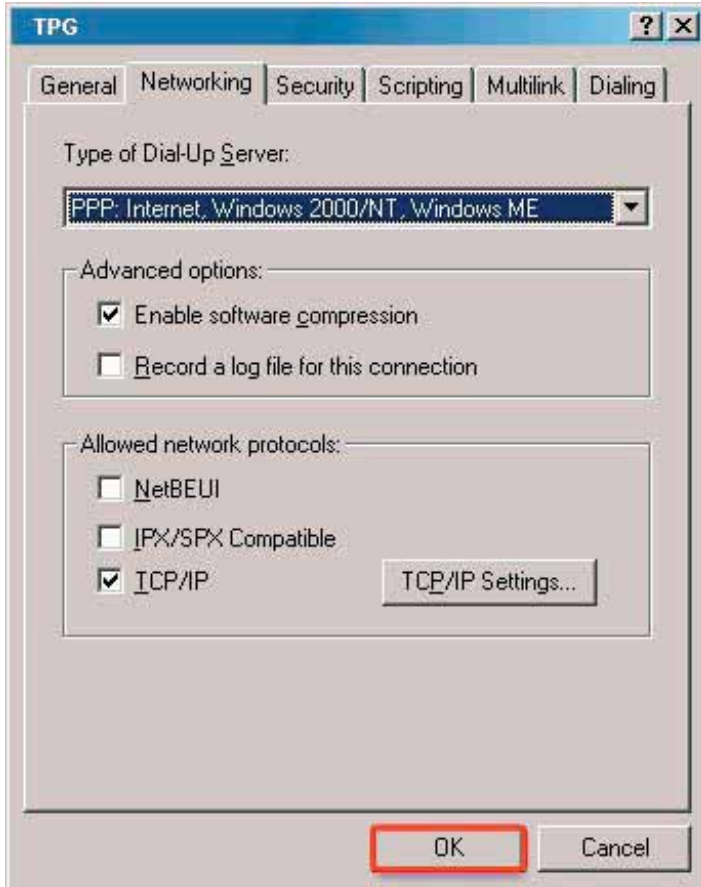 TPG
General Networking Security Scripting Multilink Dialing
Type of Dial-Up Server:
PPP: Internet, Windows 2000/NT, Windows ME
Advanced options:
Enable software compression
Record a log file for this connection
Allowed network protocols:
NetBEUI
IPX/SPX Compatible
TCP/IP TCP/IP Settings...
OK Cancel